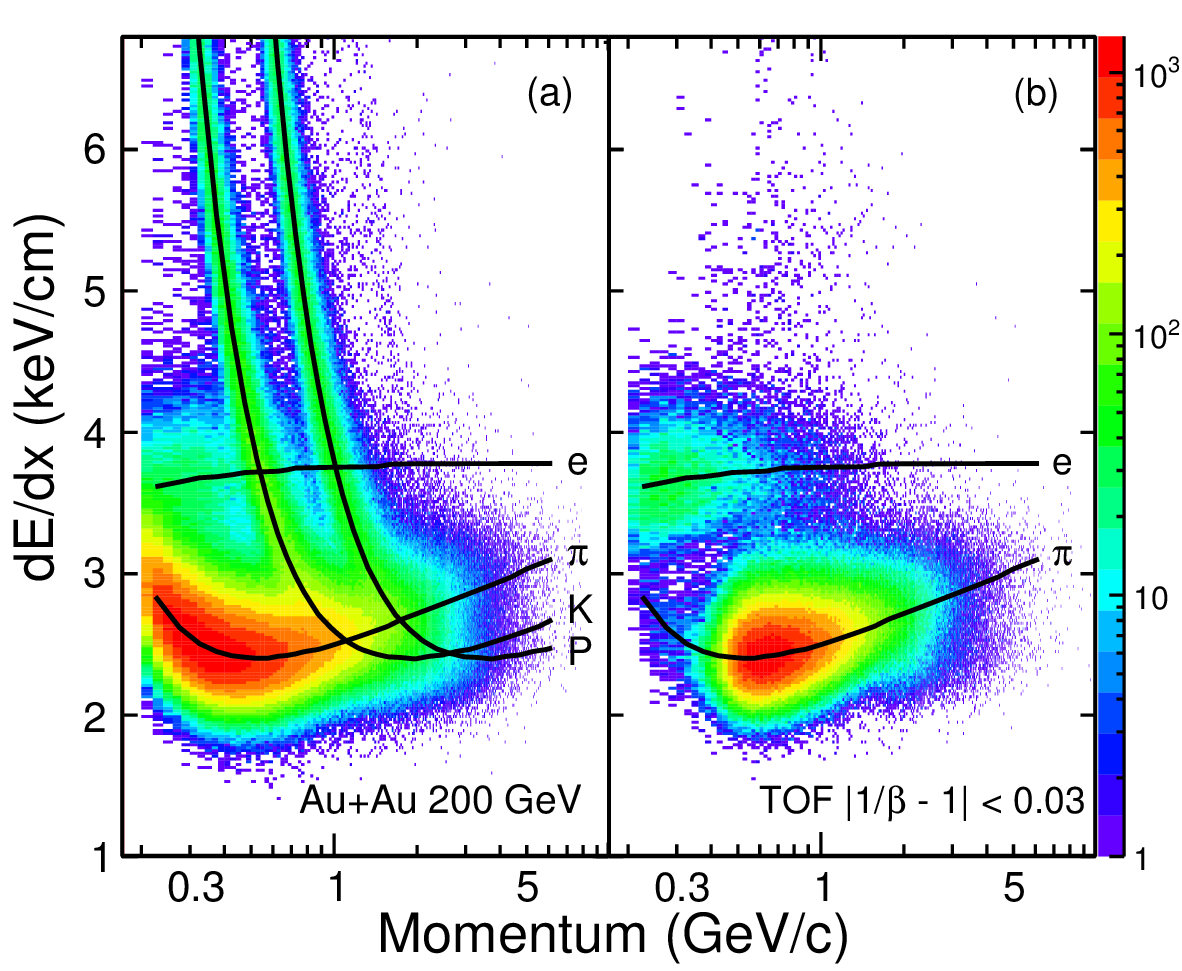 (a)
(b)
dE/dx (keV/cm)
6
5
4
3
2
1
e
π
K
P
e
π
Au+Au 200 GeV
TOF |1/β - 1| < 0.03
0.3 1 5
0.3 1 5
Momentum (GeV/c)
10³
10²
10
1